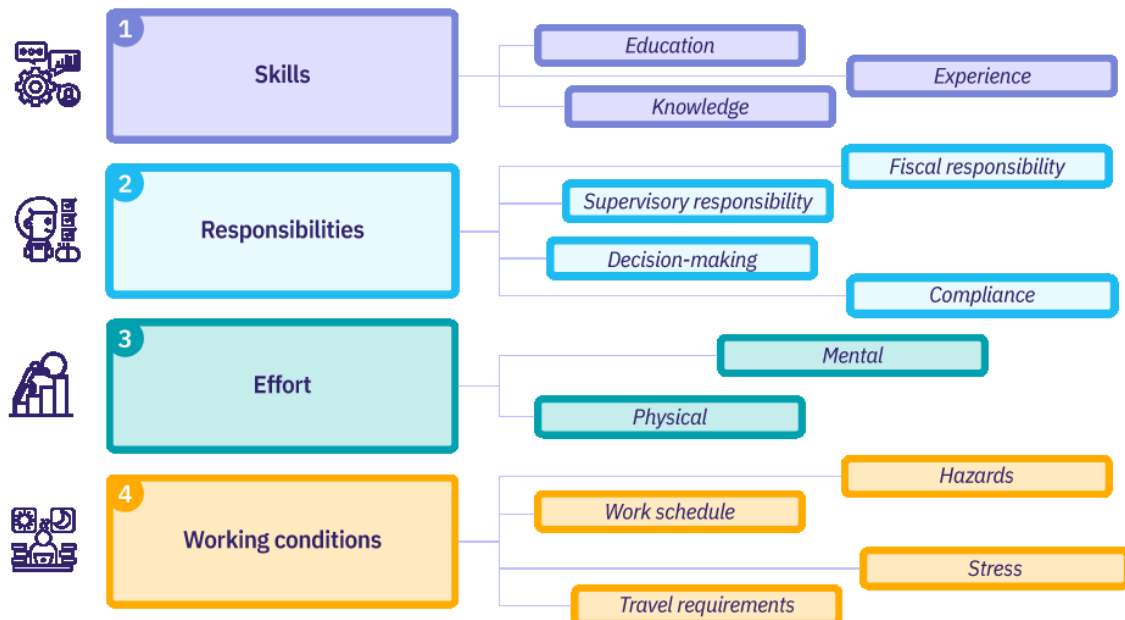 1
Skills
Education
Experience
Knowledge
2
Responsibilities
Fiscal responsibility
Supervisory responsibility
Decision-making
Compliance
3
Effort
Mental
Physical
4
Working conditions
Hazards
Work schedule
Stress
Travel requirements